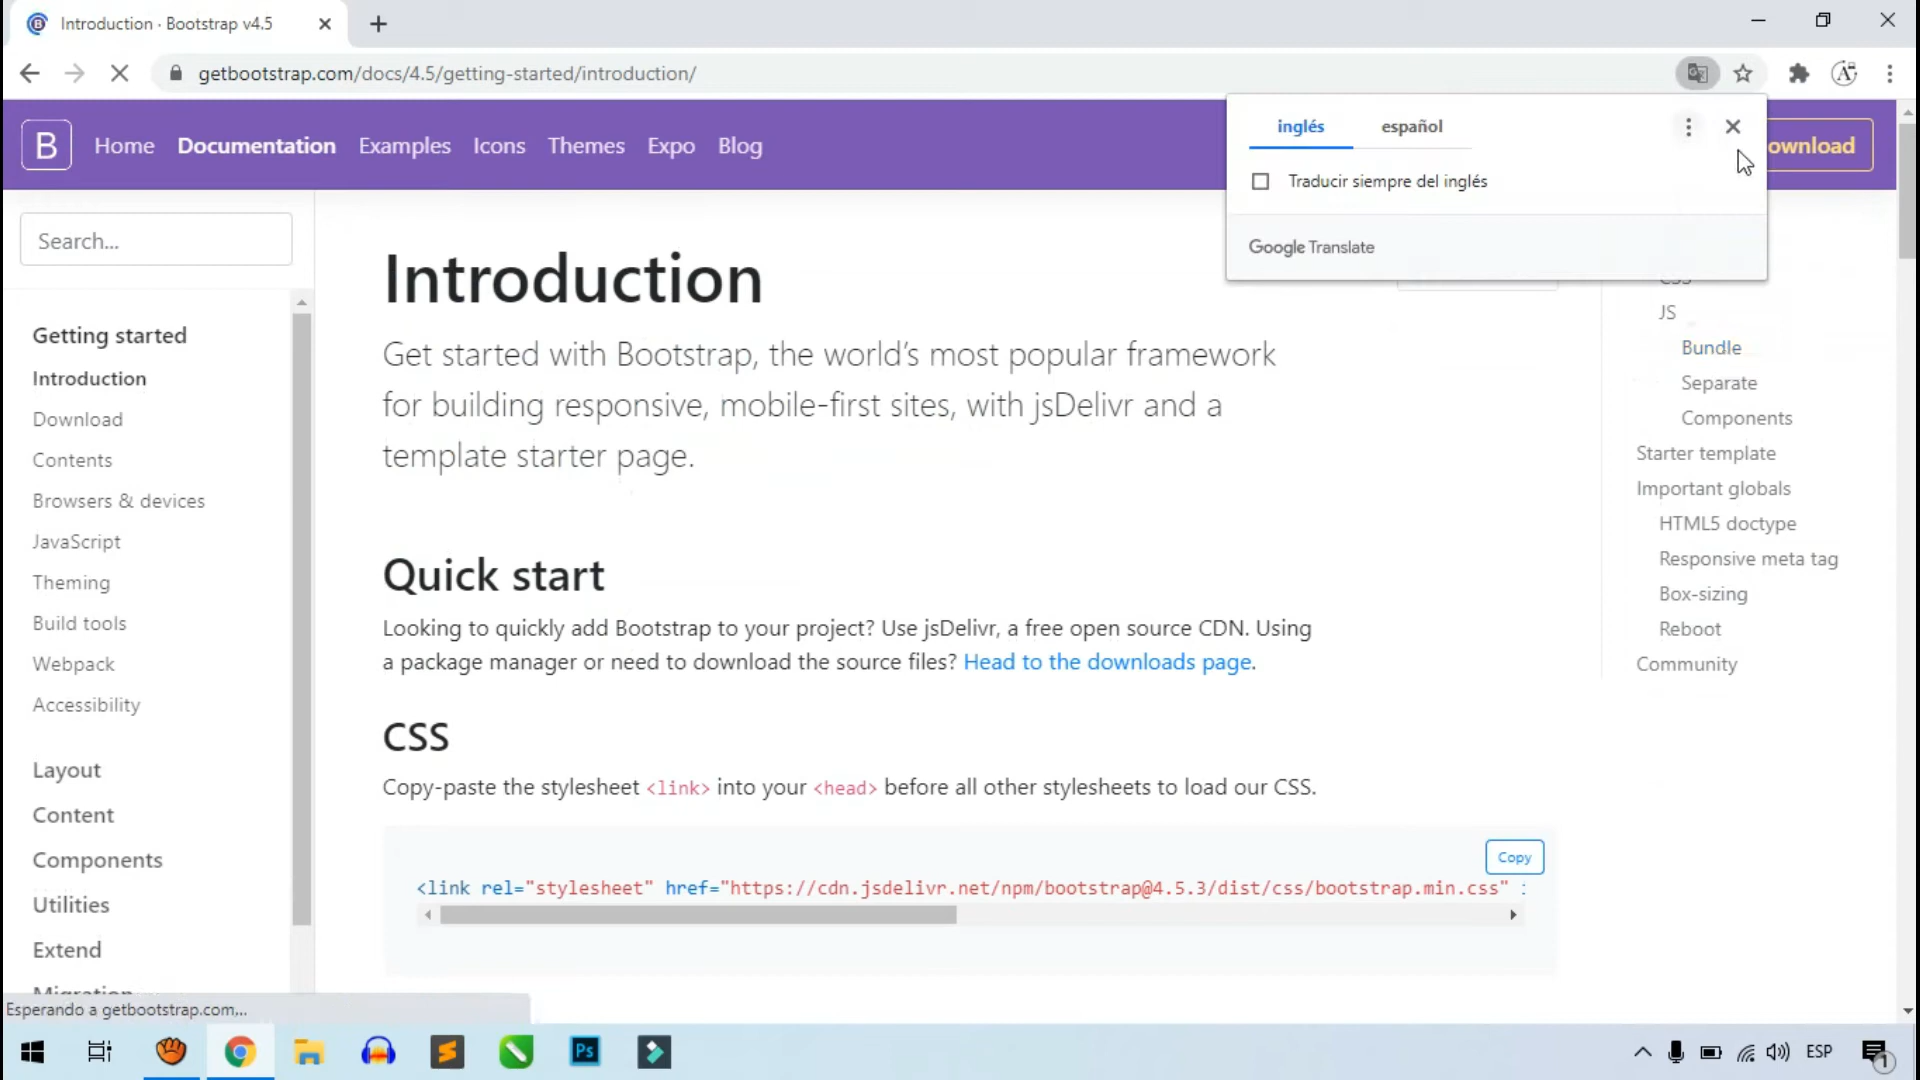 Introduction · Bootstrap v4.5
getbootstrap.com/docs/4.5/getting-started/introduction/
B
Home Documentation Examples Icons Themes Expo Blog
ownload
inglés español
Traducir siempre del inglés
Google Translate
Search...
Getting started
Introduction
Download
Contents
Browsers & devices
JavaScript
Theming
Build tools
Webpack
Accessibility
Layout
Content
Components
Utilities
Extend
Migration
Introduction
Get started with Bootstrap, the world’s most popular framework
for building responsive, mobile-first sites, with jsDelivr and a
template starter page.
Quick start
Looking to quickly add Bootstrap to your project? Use jsDelivr, a free open source CDN. Using
a package manager or need to download the source files? Head to the downloads page.
CSS
Copy-paste the stylesheet <link> into your <head> before all other stylesheets to load our CSS.
Copy
<link rel="stylesheet" href="https://cdn.jsdelivr.net/npm/bootstrap@4.5.3/dist/css/bootstrap.min.css"
CSS
JS
Bundle
Separate
Components
Starter template
Important globals
HTML5 doctype
Responsive meta tag
Box-sizing
Reboot
Community
Esperando a getbootstrap.com...
Ps
ESP
1